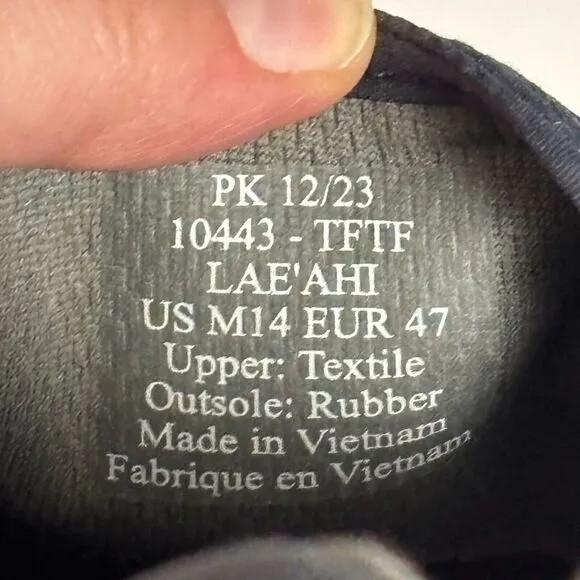 PK 12/23
10443 - TFTF
LAE'AHI
US M14 EUR 47
Upper: Textile
Outsole: Rubber
Made in Vietnam
Fabrique en Vietnam